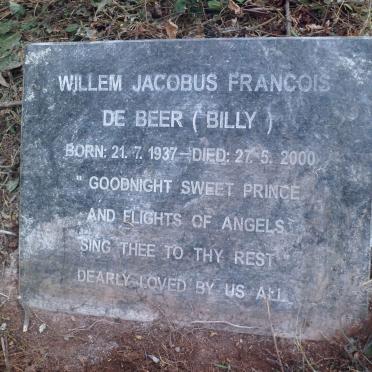 WILLEM JACOBUS FRANCOIS
DE BEER ( BILLY )
BORN: 21. 7. 1937—DIED: 27. 5. 2000
" GOODNIGHT SWEET PRINCE
AND FLIGHTS OF ANGELS
SING THEE TO THY REST "
DEARLY LOVED BY US ALL